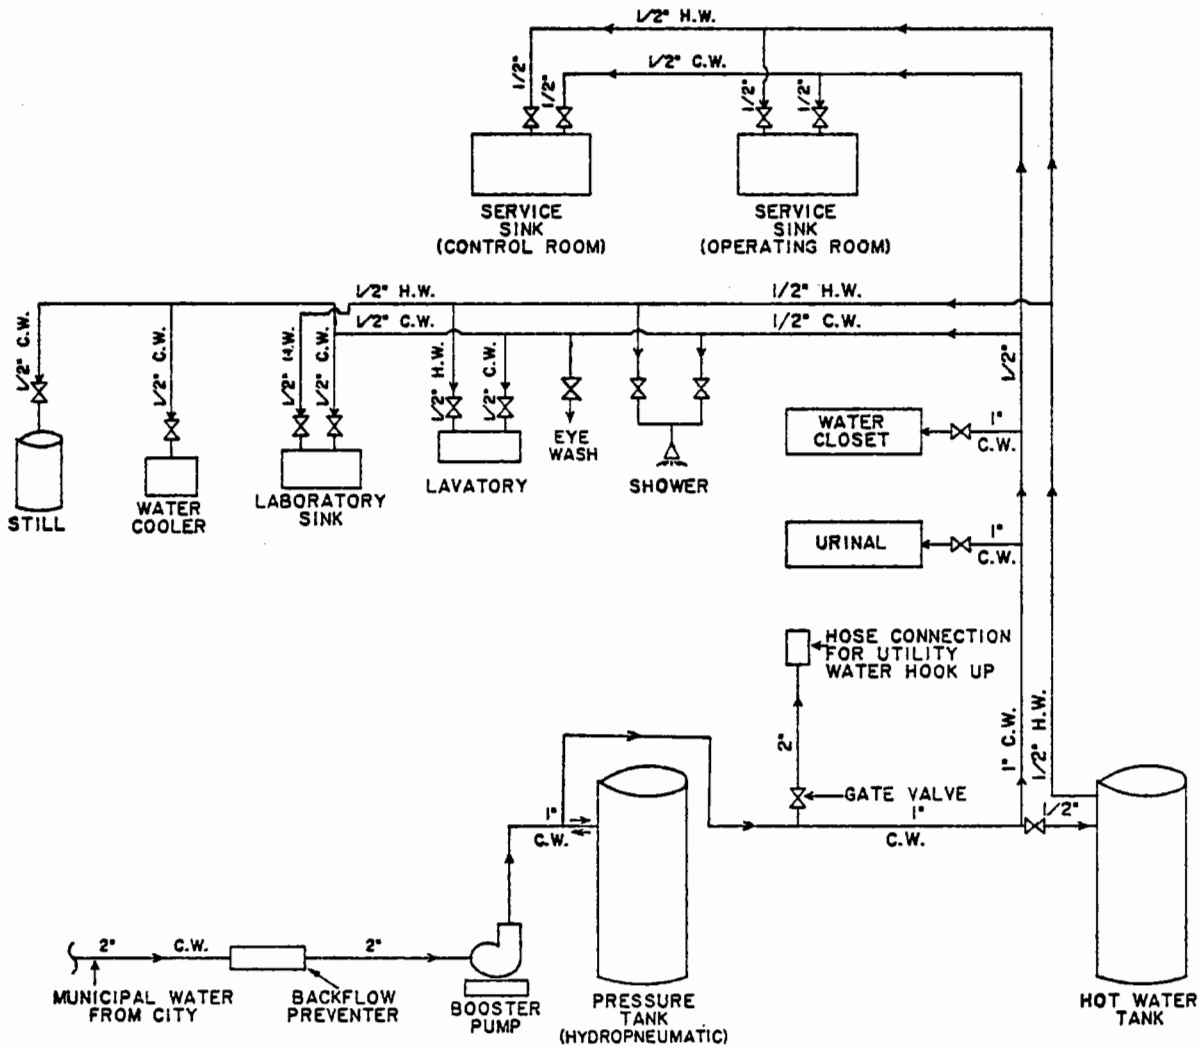 1/2" H.W.
1/2" C.W.
1/2"
1/2"
1/2"
1/2"
SERVICE
SINK
(CONTROL ROOM)
SERVICE
SINK
(OPERATING ROOM)
1/2" H.W.
1/2" H.W.
1/2" C.W.
1/2" C.W.
1/2" C.W.
1/2" C.W.
1/2" H.W.
1/2" C.W.
1/2" H.W.
1/2" C.W.
1/2"
STILL
WATER
COOLER
LABORATORY
SINK
LAVATORY
EYE
WASH
SHOWER
WATER
CLOSET
1"
C.W.
URINAL
1"
C.W.
HOSE CONNECTION
FOR UTILITY
WATER HOOK UP
2"
1" C.W.
1/2" H.W.
GATE VALVE
1"
C.W.
1"
C.W.
1/2"
2"
C.W.
2"
MUNICIPAL WATER
FROM CITY
BACKFLOW
PREVENTER
BOOSTER
PUMP
PRESSURE
TANK
(HYDROPNEUMATIC)
HOT WATER
TANK